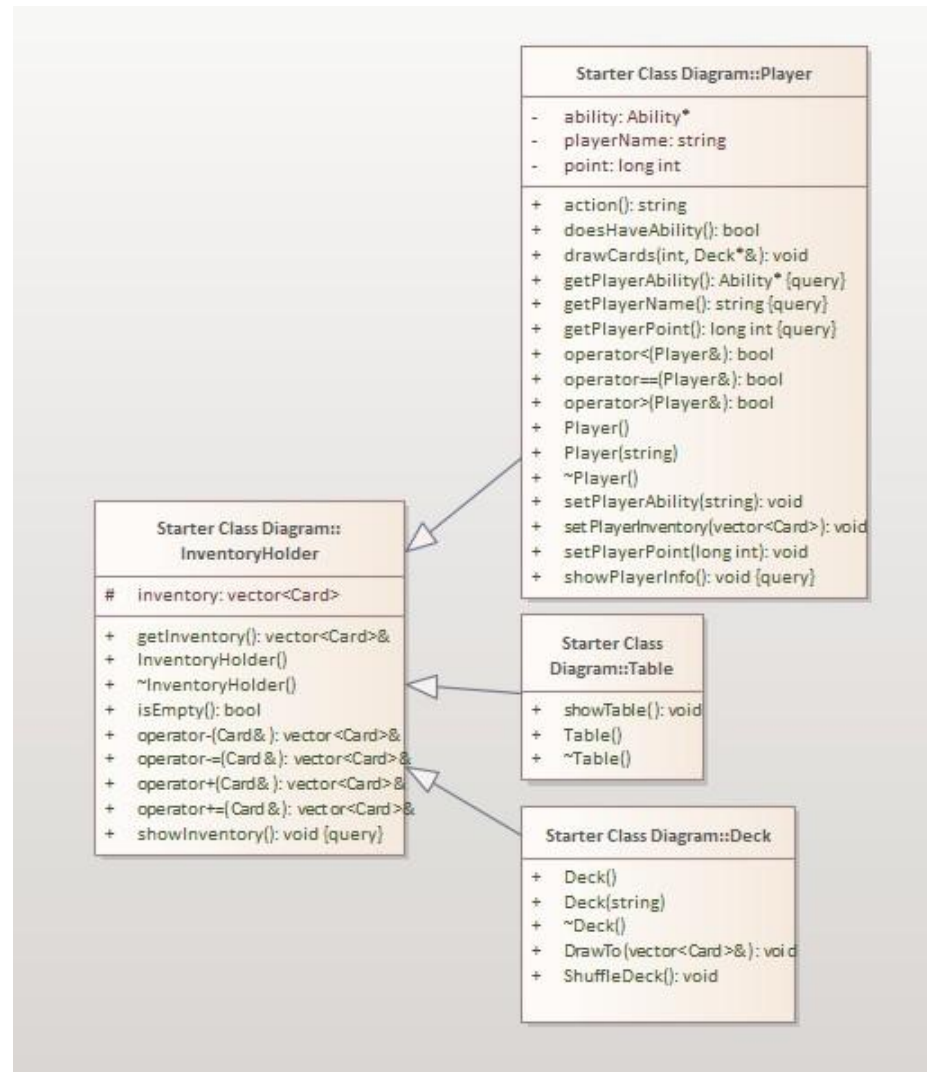 Starter Class Diagram::Player
- ability: Ability*
- playerName: string
- point: long int
+ action(): string
+ doesHaveAbility(): bool
+ drawCards(int, Deck*&): void
+ getPlayerAbility(): Ability* {query}
+ getPlayerName(): string {query}
+ getPlayerPoint(): long int {query}
+ operator<(Player&): bool
+ operator==(Player&): bool
+ operator>(Player&): bool
+ Player()
+ Player(string)
+ ~Player()
+ setPlayerAbility(string): void
+ setPlayerInventory(vector<Card>): void
+ setPlayerPoint(long int): void
+ showPlayerInfo(): void {query}
Starter Class Diagram::
InventoryHolder
# inventory: vector<Card>
+ getInventory(): vector<Card>&
+ InventoryHolder()
+ ~InventoryHolder()
+ isEmpty(): bool
+ operator-(Card&): vector<Card>&
+ operator-=(Card&): vector<Card>&
+ operator+(Card&): vector<Card>&
+ operator+=(Card&): vector<Card>&
+ showInventory(): void {query}
Starter Class
Diagram::Table
+ showTable(): void
+ Table()
+ ~Table()
Starter Class Diagram::Deck
+ Deck()
+ Deck(string)
+ ~Deck()
+ DrawTo(vector<Card>&): void
+ ShuffleDeck(): void